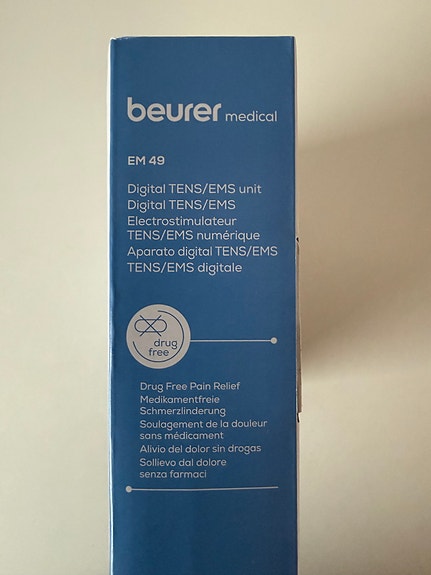 beurer medical
EM 49
Digital TENS/EMS unit
Digital TENS/EMS
Electrostimulateur
TENS/EMS numérique
Aparato digital TENS/EMS
TENS/EMS digitale
drug
free
Drug Free Pain Relief
Medikamentfreie
Schmerzlinderung
Soulagement de la douleur
sans médicament
Alivio del dolor sin drogas
Sollievo dal dolore
senza farmaci